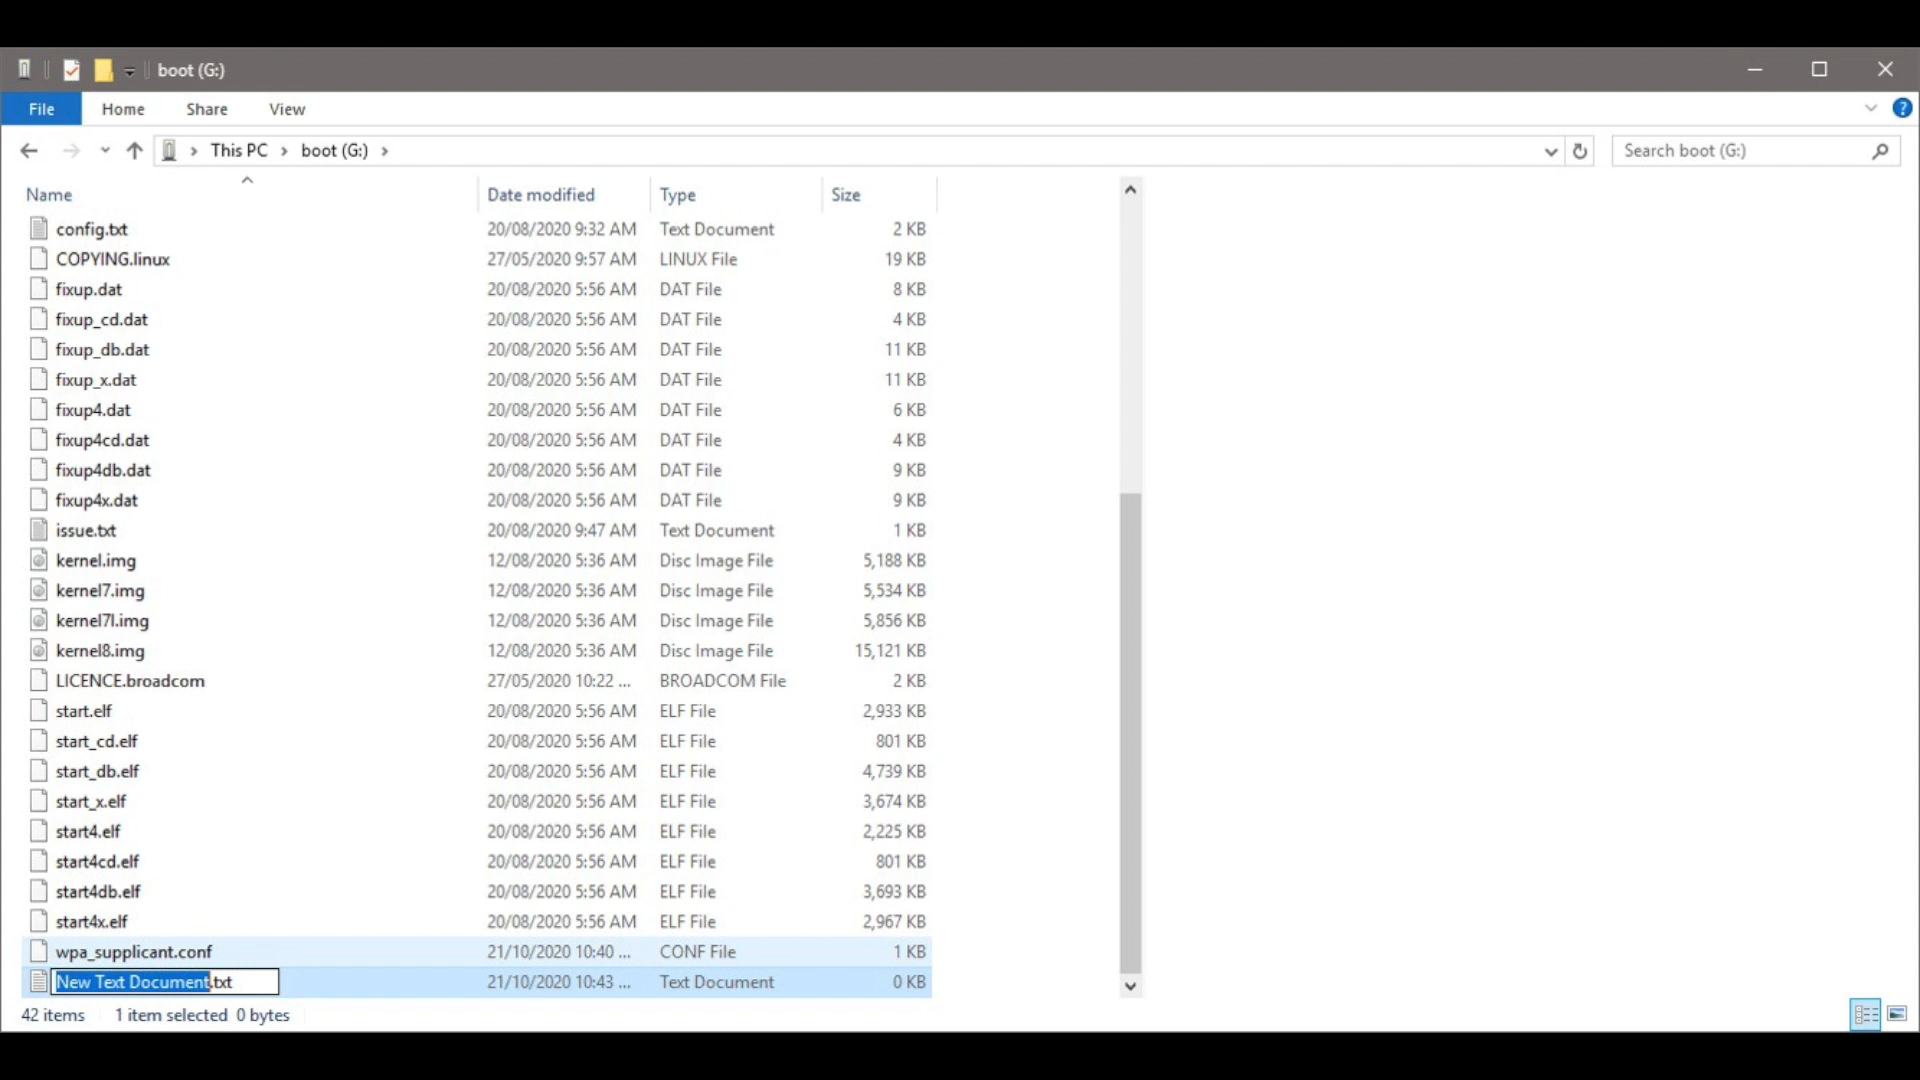 boot (G:)
File Home Share View
This PC boot (G:) Search boot (G:)
Name Date modified Type Size
config.txt 20/08/2020 9:32 AM Text Document 2 KB
COPYING.linux 27/05/2020 9:57 AM LINUX File 19 KB
fixup.dat 20/08/2020 5:56 AM DAT File 8 KB
fixup_cd.dat 20/08/2020 5:56 AM DAT File 4 KB
fixup_db.dat 20/08/2020 5:56 AM DAT File 11 KB
fixup_x.dat 20/08/2020 5:56 AM DAT File 11 KB
fixup4.dat 20/08/2020 5:56 AM DAT File 6 KB
fixup4cd.dat 20/08/2020 5:56 AM DAT File 4 KB
fixup4db.dat 20/08/2020 5:56 AM DAT File 9 KB
fixup4x.dat 20/08/2020 5:56 AM DAT File 9 KB
issue.txt 20/08/2020 9:47 AM Text Document 1 KB
kernel.img 12/08/2020 5:36 AM Disc Image File 5,188 KB
kernel7.img 12/08/2020 5:36 AM Disc Image File 5,534 KB
kernel7l.img 12/08/2020 5:36 AM Disc Image File 5,856 KB
kernel8.img 12/08/2020 5:36 AM Disc Image File 15,121 KB
LICENCE.broadcom 27/05/2020 10:22 ... BROADCOM File 2 KB
start.elf 20/08/2020 5:56 AM ELF File 2,933 KB
start_cd.elf 20/08/2020 5:56 AM ELF File 801 KB
start_db.elf 20/08/2020 5:56 AM ELF File 4,739 KB
start_x.elf 20/08/2020 5:56 AM ELF File 3,674 KB
start4.elf 20/08/2020 5:56 AM ELF File 2,225 KB
start4cd.elf 20/08/2020 5:56 AM ELF File 801 KB
start4db.elf 20/08/2020 5:56 AM ELF File 3,693 KB
start4x.elf 20/08/2020 5:56 AM ELF File 2,967 KB
wpa_supplicant.conf 21/10/2020 10:40 ... CONF File 1 KB
New Text Document.txt 21/10/2020 10:43 ... Text Document 0 KB
42 items 1 item selected 0 bytes